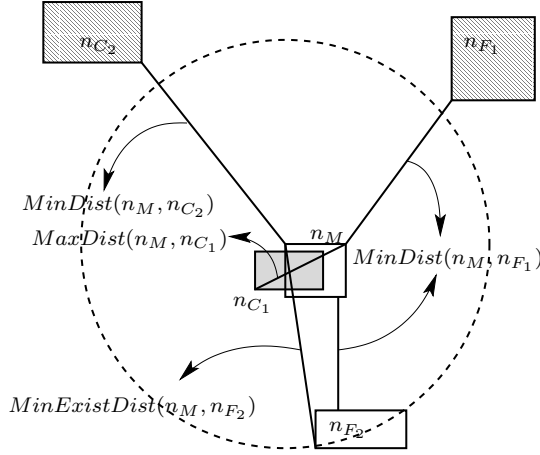 n_{C_2}
n_{F_1}
MinDist(n_M, n_{C_2})
n_M
MaxDist(n_M, n_{C_1})
MinDist(n_M, n_{F_1})
n_{C_1}
MinExistDist(n_M, n_{F_2})
n_{F_2}